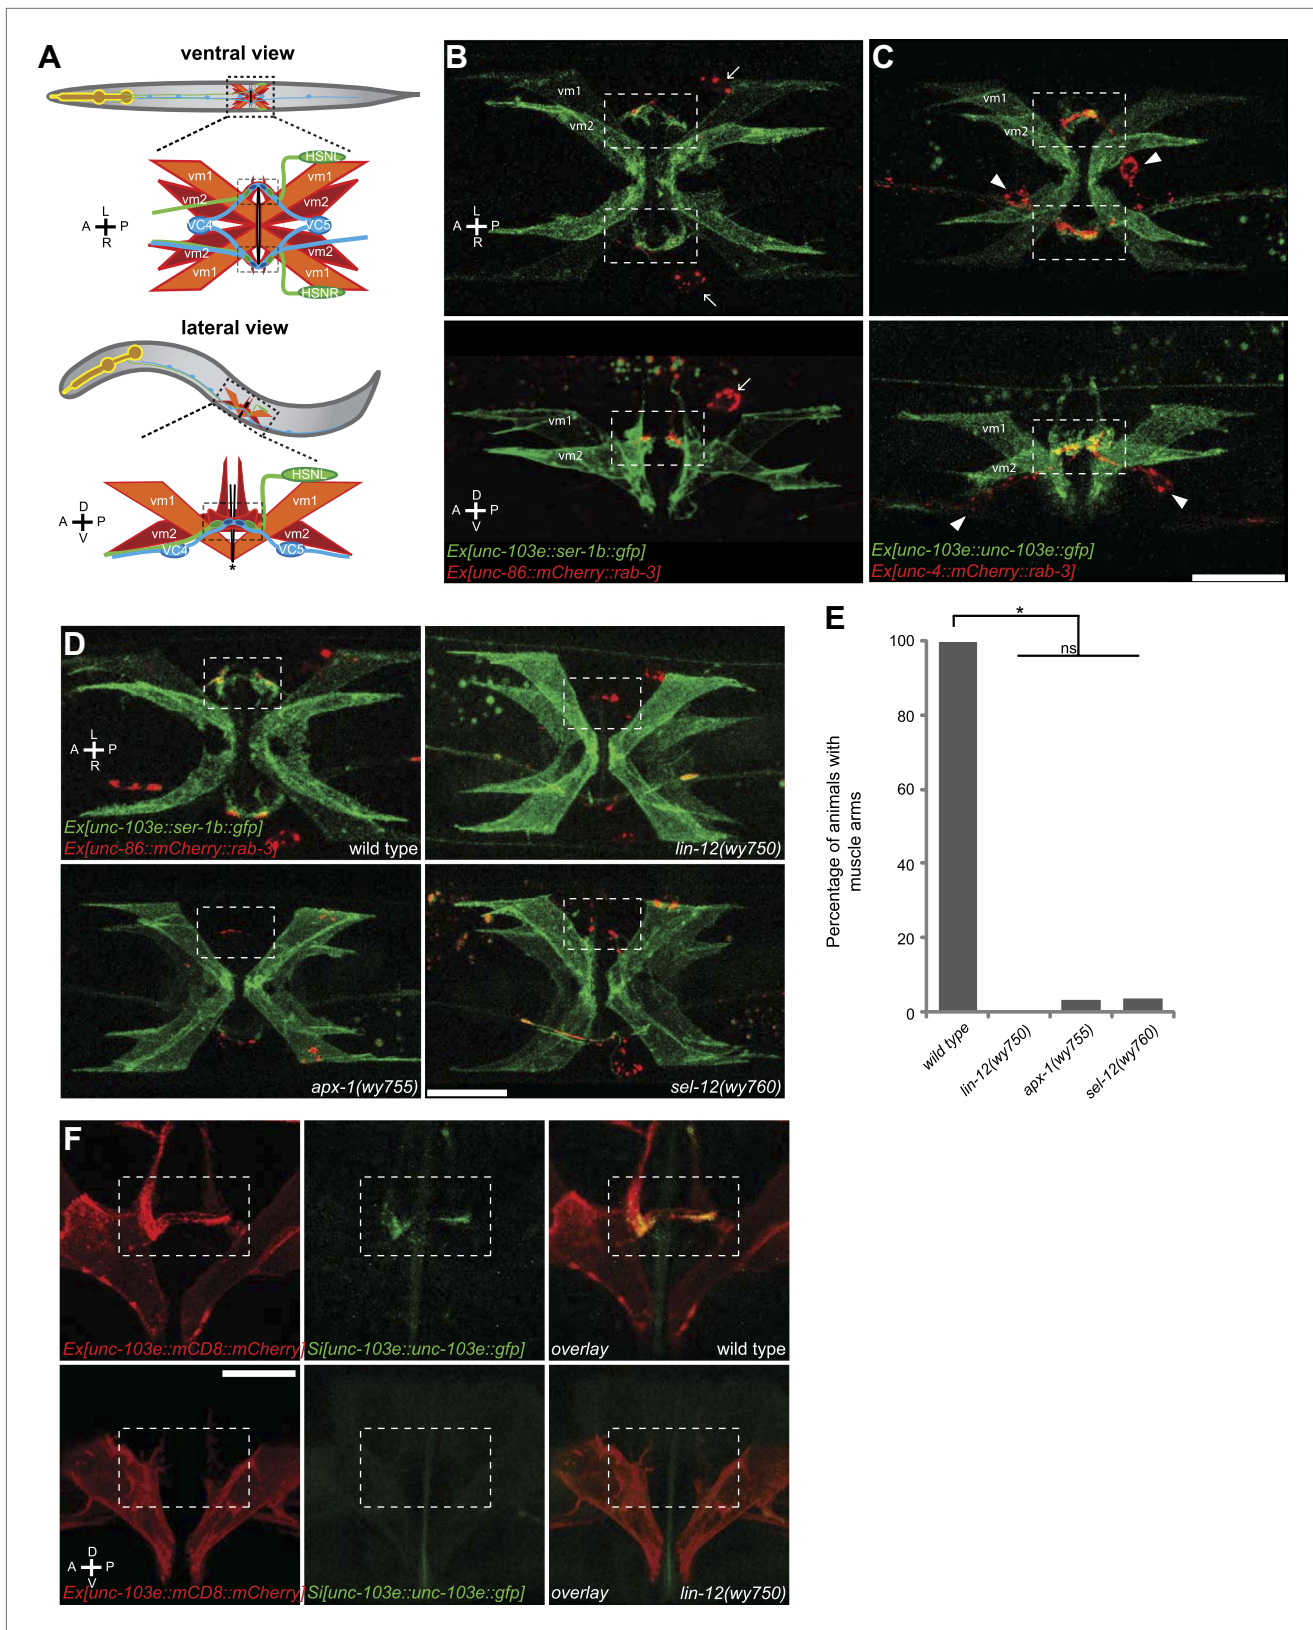 A
ventral view
HSNL
vm1
vm1
vm2
vm2
VC4
VC5
vm2
vm2
vm1
vm1
HSNR
L
A P
R
lateral view
HSNL
vm1
vm1
vm2
vm2
VC4
VC5
*
D
A P
V
B
vm1
vm2
L
A P
R
vm1
vm2
D
A P
V
Ex[unc-103e::ser-1b::gfp]
Ex[unc-86::mCherry::rab-3]
C
vm1
vm2
vm1
vm2
Ex[unc-103e::unc-103e::gfp]
Ex[unc-4::mCherry::rab-3]
D
L
A P
R
Ex[unc-103e::ser-1b::gfp]
Ex[unc-86::mCherry::rab-3]
wild type
lin-12(wy750)
apx-1(wy755)
sel-12(wy760)
E
*
ns
100
80
60
40
20
0
Percentage of animals with
muscle arms
wild type
lin-12(wy750)
apx-1(wy755)
sel-12(wy760)
F
Ex[unc-103e::mCD8::mCherry]
Si[unc-103e::unc-103e::gfp]
overlay
wild type
D
A P
V
Ex[unc-103e::mCD8::mCherry]
Si[unc-103e::unc-103e::gfp]
overlay
lin-12(wy750)